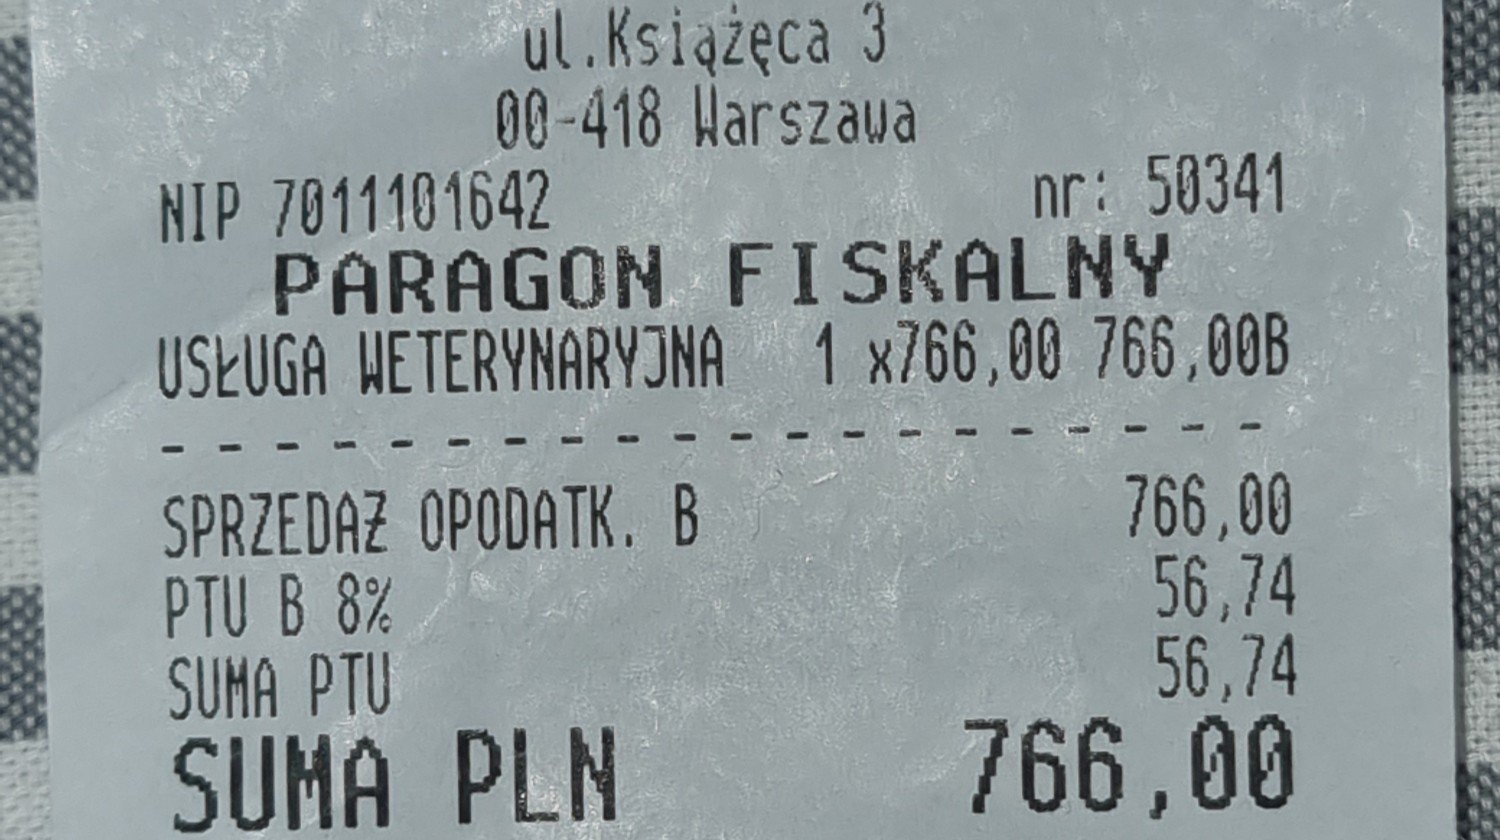 ul.Książęca 3
00-418 Warszawa
NIP 7011101642 nr: 50341
PARAGON FISKALNY
USŁUGA WETERYNARYJNA 1 x766,00 766,00B
- - - - - - - - - - - - - - - - - - - -
SPRZEDAŻ OPODATK. B 766,00
PTU B 8% 56,74
SUMA PTU 56,74
SUMA PLN 766,00